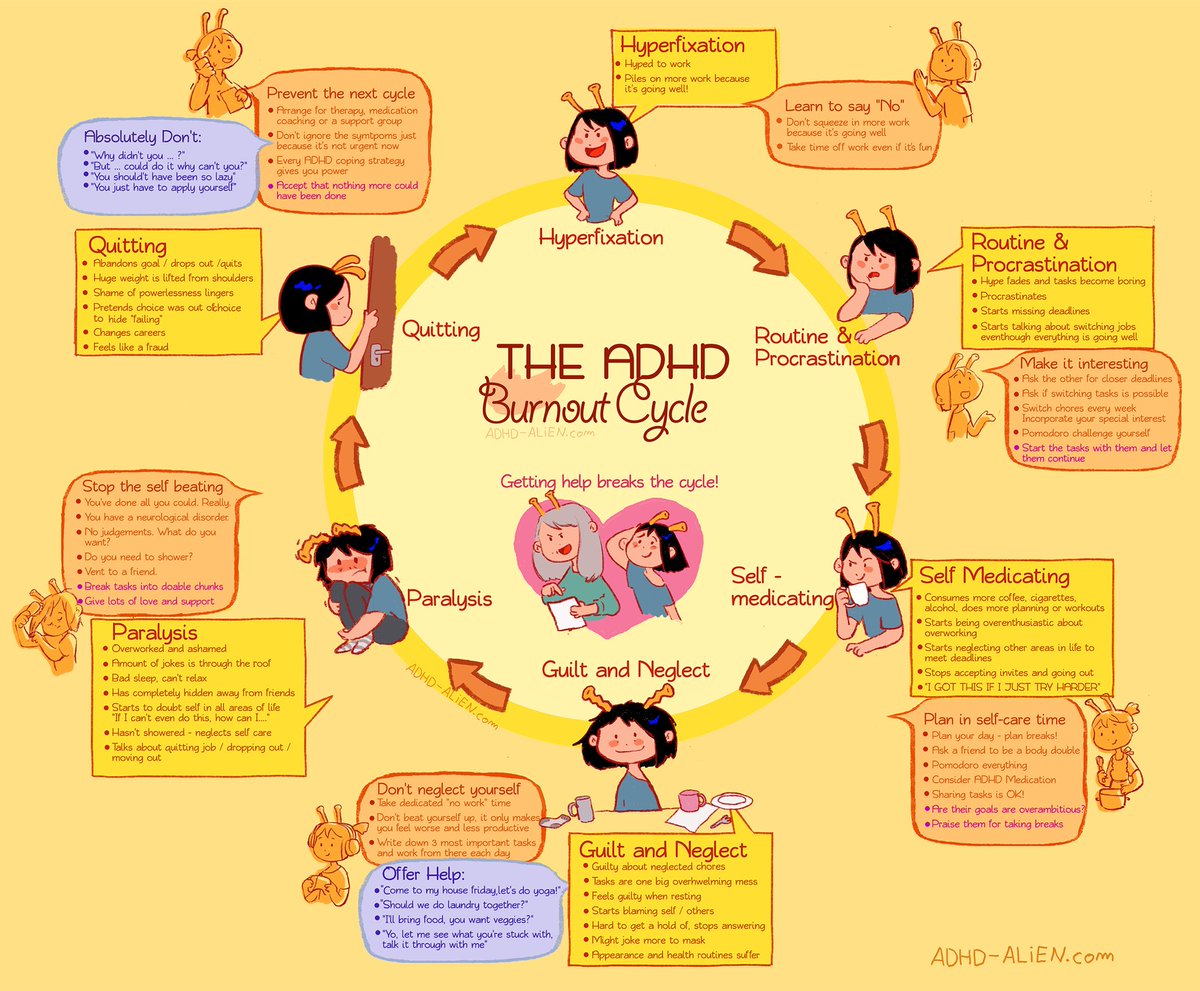 THE ADHD
Burnout Cycle
ADHD-ALiEN.com
Getting help breaks the cycle!
Hyperfixation
Hyperfixation
• Hyped to work
• Piles on more work because
it's going well!
Learn to say "No"
• Don't squeeze in more work
because it's going well
• Take time off work even if it's fun
Routine &
Procrastination
Routine &
Procrastination
• Hype fades and tasks become boring
• Procrastinates
• Starts missing deadlines
• Starts talking about switching jobs
eventhough everything is going well
Make it interesting
• Ask the other for closer deadlines
• Ask if switching tasks is possible
• Switch chores every week
Incorporate your special interest
• Pomodoro challenge yourself
• Start the tasks with them and let
them continue
Self -
medicating
Self Medicating
• Consumes more coffee, cigarettes,
alcohol, does more planning or workouts
• Starts being overenthusiastic about
overworking
• Starts neglecting other areas in life to
meet deadlines
• Stops accepting invites and going out
• "I GOT THIS IF I JUST TRY HARDER"
Plan in self-care time
• Plan your day - plan breaks!
• Ask a friend to be a body double
• Pomodoro everything
• Consider ADHD Medication
• Sharing tasks is OK!
• Are their goals are overambitious?
• Praise them for taking breaks
Guilt and Neglect
Guilt and Neglect
• Guilty about neglected chores
• Tasks are one big overhwelming mess
• Feels guilty when resting
• Starts blaming self / others
• Hard to get a hold of, stops answering
• Might joke more to mask
• Appearance and health routines suffer
Don't neglect yourself
• Take dedicated "no work" time
• Don't beat yourself up, it only makes
you feel worse and less productive
• Write down 3 most important tasks
and work from there each day
Offer Help:
• "Come to my house friday,let's do yoga!"
• "Should we do laundry together?"
• "I'll bring food, you want veggies?"
• "Yo, let me see what you're stuck with,
talk it through with me"
Paralysis
ADHD-ALiEN.com
Stop the self beating
• You've done all you could. Really.
• You have a neurological disorder.
• No judgements. What do you
want?
• Do you need to shower?
• Vent to a friend.
• Break tasks into doable chunks
• Give lots of love and support
Paralysis
• Overworked and ashamed
• Amount of jokes is through the roof
• Bad sleep, can't relax
• Has completely hidden away from friends
• Starts to doubt self in all areas of life
"If I can't even do this, how can I...."
• Hasn't showered - neglects self care
• Talks about quitting job / dropping out /
moving out
Quitting
Quitting
• Abandons goal / drops out /quits
• Huge weight is lifted from shoulders
• Shame of powerlessness lingers
• Pretends choice was out of choice
to hide "failing"
• Changes careers
• Feels like a fraud
Prevent the next cycle
• Arrange for therapy, medication
coaching or a support group
• Don't ignore the symtpoms just
because it's not urgent now
• Every ADHD coping strategy
gives you power
• Accept that nothing more could
have been done
Absolutely Don't:
• "Why didn't you ... ?"
• "But ... could do it why can't you?"
• "You should't have been so lazy"
• "You just have to apply yourself"
ADHD-ALiEN.com